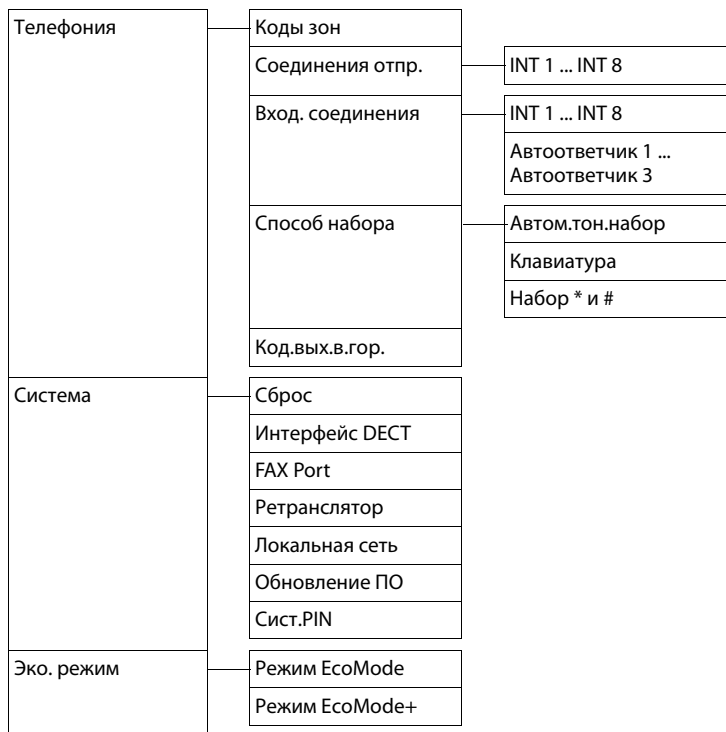 Телефония
Коды зон
Соединения отпр.
INT 1 ... INT 8
Вход. соединения
INT 1 ... INT 8
Автоответчик 1 ...
Автоответчик 3
Способ набора
Автом.тон.набор
Клавиатура
Набор * и #
Код.вых.в.гор.
Система
Сброс
Интерфейс DECT
FAX Port
Ретранслятор
Локальная сеть
Обновление ПО
Сист.PIN
Эко. режим
Режим EcoMode
Режим EcoMode+